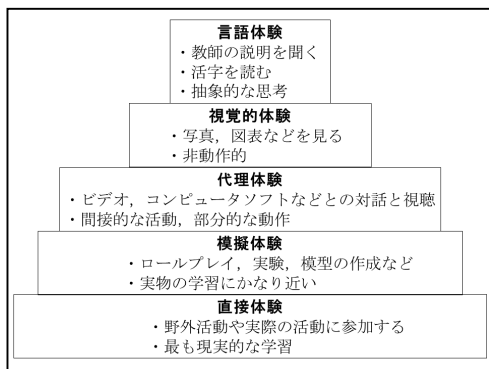 言語体験
・教師の説明を聞く
・活字を読む
・抽象的な思考
視覚的体験
・写真，図表などを見る
・非動作的
代理体験
・ビデオ，コンピュータソフトなどとの対話と視聴
・間接的な活動，部分的な動作
模擬体験
・ロールプレイ，実験，模型の作成など
・実物の学習にかなり近い
直接体験
・野外活動や実際の活動に参加する
・最も現実的な学習